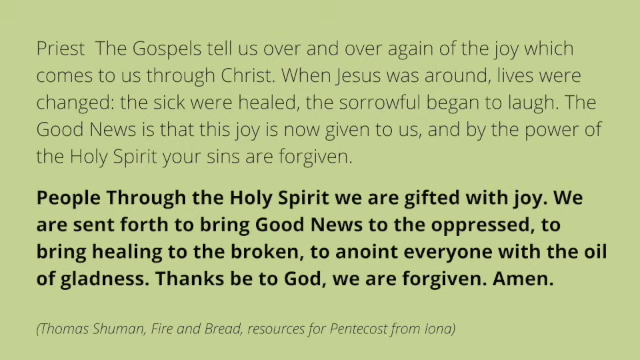 Priest  The Gospels tell us over and over again of the joy which
comes to us through Christ. When Jesus was around, lives were
changed: the sick were healed, the sorrowful began to laugh. The
Good News is that this joy is now given to us, and by the power of
the Holy Spirit your sins are forgiven.
People Through the Holy Spirit we are gifted with joy. We
are sent forth to bring Good News to the oppressed, to
bring healing to the broken, to anoint everyone with the oil
of gladness. Thanks be to God, we are forgiven. Amen.
(Thomas Shuman, Fire and Bread, resources for Pentecost from Iona)